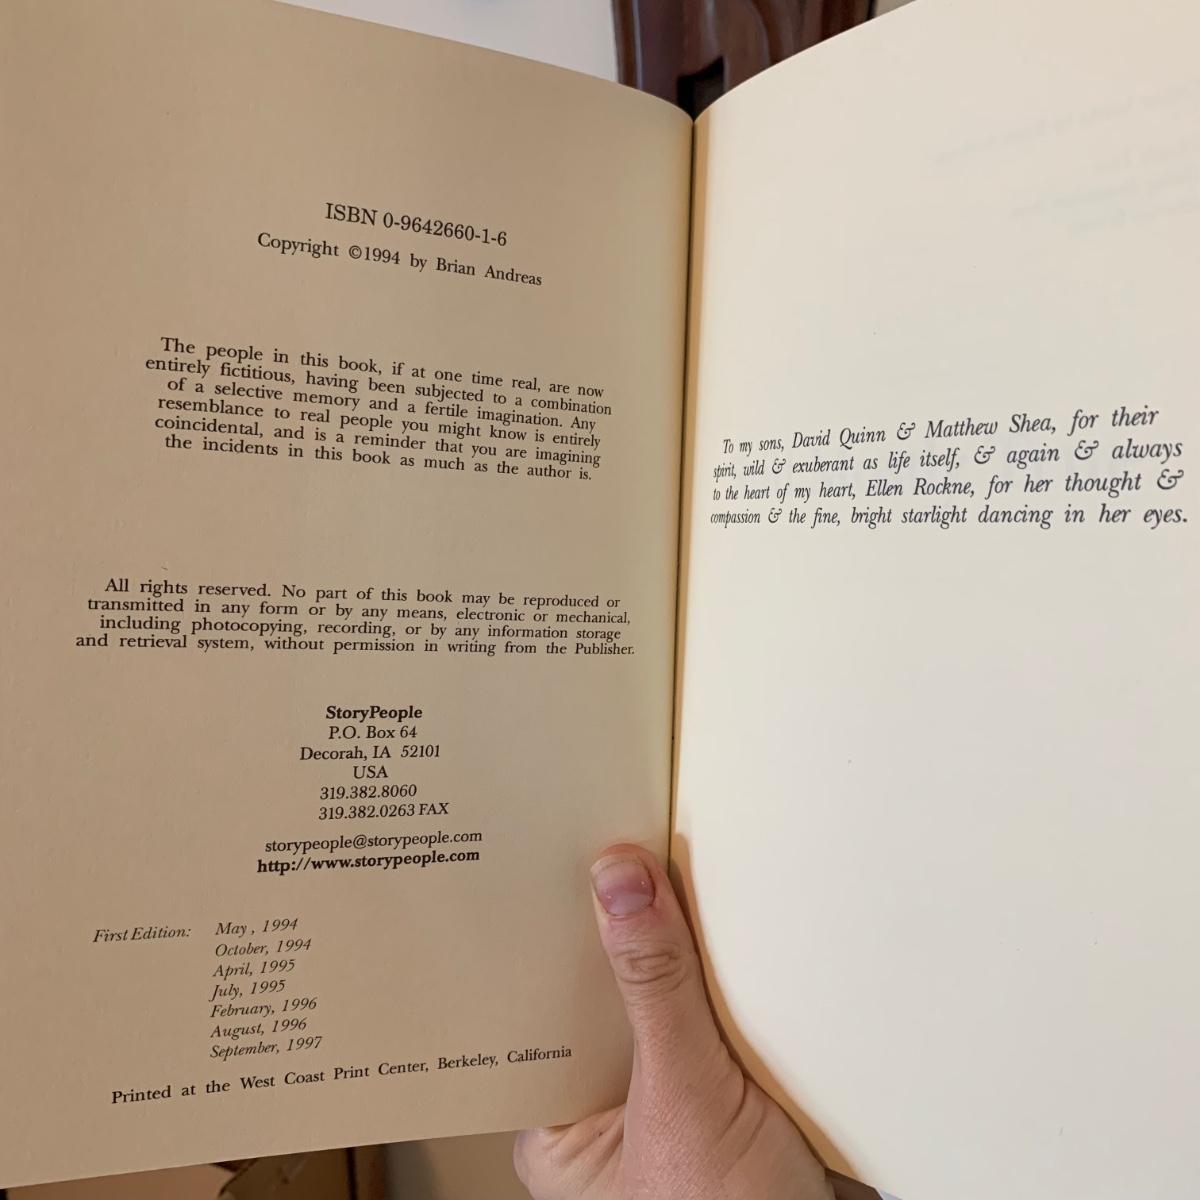 ISBN 0-9642660-1-6
Copyright ©1994 by Brian Andreas
The people in this book, if at one time real, are now
entirely fictitious, having been subjected to a combination
of a selective memory and a fertile imagination. Any
resemblance to real people you might know is entirely
coincidental, and is a reminder that you are imagining
the incidents in this book as much as the author is.
All rights reserved. No part of this book may be reproduced or
transmitted in any form or by any means, electronic or mechanical,
including photocopying, recording, or by any information storage
and retrieval system, without permission in writing from the Publisher.
StoryPeople
P.O. Box 64
Decorah, IA 52101
USA
319.382.8060
319.382.0263 FAX
storypeople@storypeople.com
http://www.storypeople.com
First Edition: May, 1994
October, 1994
April, 1995
July, 1995
February, 1996
August, 1996
September, 1997
Printed at the West Coast Print Center, Berkeley, California
To my sons, David Quinn & Matthew Shea, for their
spirit, wild & exuberant as life itself, & again & always
to the heart of my heart, Ellen Rockne, for her thought &
compassion & the fine, bright starlight dancing in her eyes.